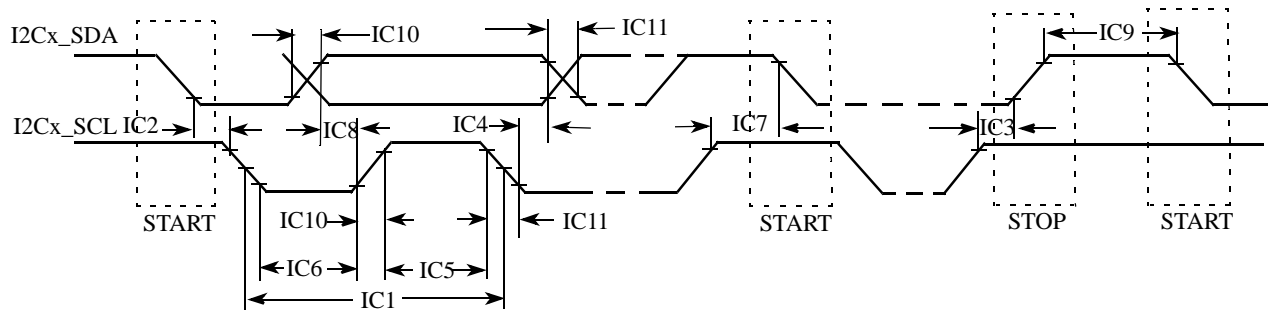 I2Cx_SDA
IC10
IC11
IC9
I2Cx_SCL
IC2
IC8
IC4
IC7
IC3
START
IC10
IC11
START
STOP
START
IC6
IC5
IC1